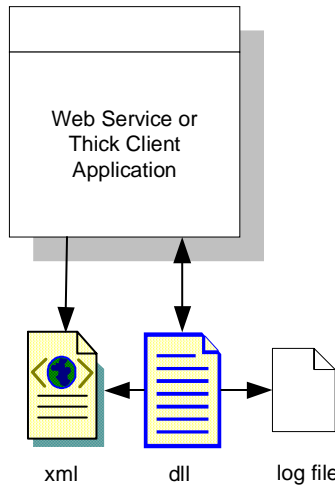 Web Service or
Thick Client
Application
xml
dll
log file